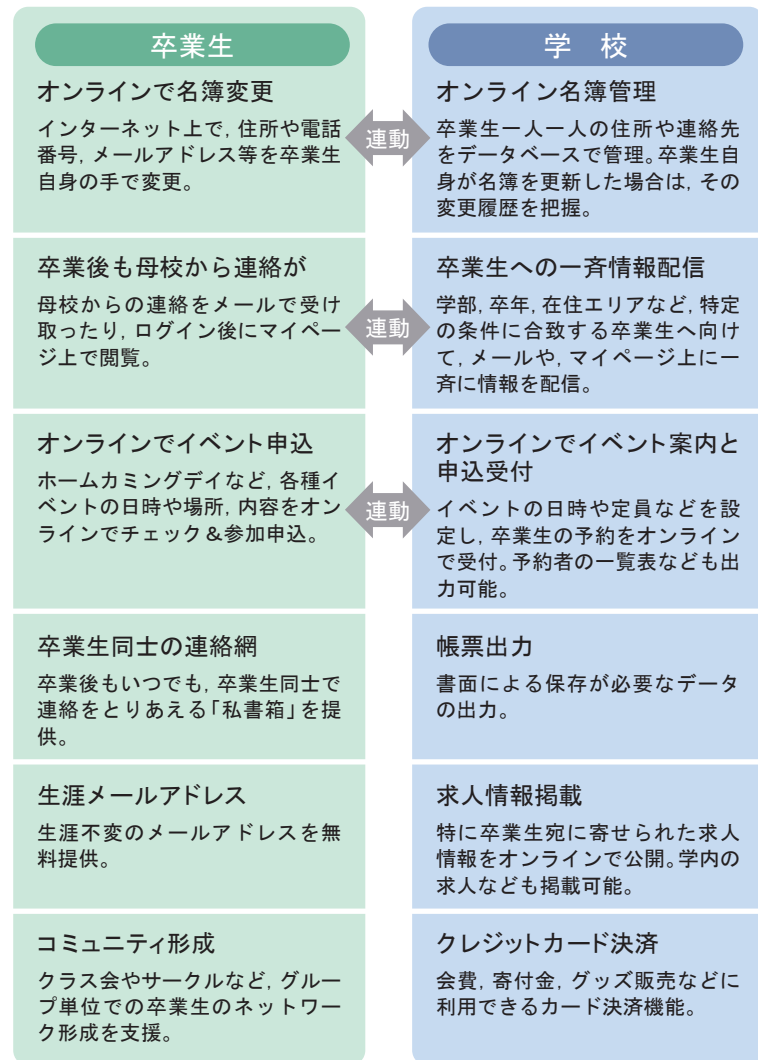 卒業生
オンラインで名簿変更
インターネット上で, 住所や電話
番号, メールアドレス等を卒業生
自身の手で変更。
卒業後も母校から連絡が
母校からの連絡をメールで受け
取ったり, ログイン後にマイペー
ジ上で閲覧。
オンラインでイベント申込
ホームカミングデイなど, 各種イ
ベントの日時や場所, 内容をオン
ラインでチェック＆参加申込。
卒業生同士の連絡網
卒業後もいつでも, 卒業生同士で
連絡をとりあえる「私書箱」を提
供。
生涯メールアドレス
生涯不変のメールアドレスを無
料提供。
コミュニティ形成
クラス会やサークルなど, グルー
プ単位での卒業生のネットワー
ク形成を支援。
連動
連動
連動
学 校
オンライン名簿管理
卒業生一人一人の住所や連絡先
をデータベースで管理。卒業生自
身が名簿を更新した場合は, その
変更履歴を把握。
卒業生への一斉情報配信
学部, 卒年, 在住エリアなど, 特定
の条件に合致する卒業生へ向け
て, メールや, マイページ上に一
斉に情報を配信。
オンラインでイベント案内と
申込受付
イベントの日時や定員などを設
定し, 卒業生の予約をオンライン
で受付。予約者の一覧表なども出
力可能。
帳票出力
書面による保存が必要なデータ
の出力。
求人情報掲載
特に卒業生宛に寄せられた求人
情報をオンラインで公開。学内の
求人なども掲載可能。
クレジットカード決済
会費, 寄付金, グッズ販売などに
利用できるカード決済機能。